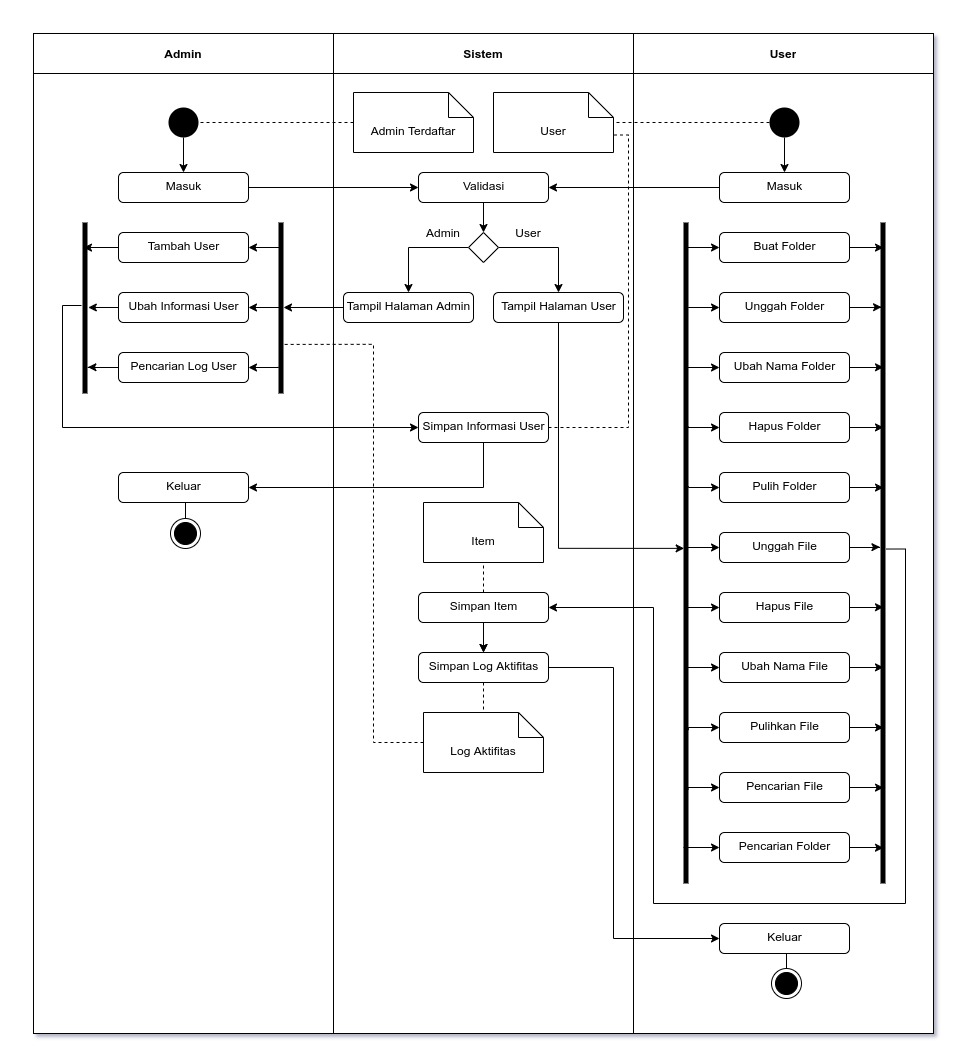 Admin
Sistem
User
Admin Terdaftar
User
Masuk
Validasi
Masuk
Admin
User
Tambah User
Buat Folder
Ubah Informasi User
Tampil Halaman Admin
Tampil Halaman User
Unggah Folder
Pencarian Log User
Ubah Nama Folder
Simpan Informasi User
Hapus Folder
Keluar
Pulih Folder
Item
Unggah File
Simpan Item
Hapus File
Simpan Log Aktifitas
Ubah Nama File
Log Aktifitas
Pulihkan File
Pencarian File
Pencarian Folder
Keluar